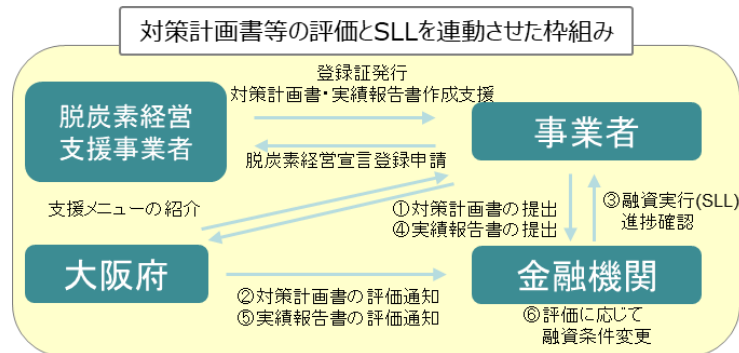 対策計画書等の評価とSLLを連動させた枠組み
登録証発行
対策計画書・実績報告書作成支援
脱炭素経営
支援事業者
事業者
脱炭素経営宣言登録申請
支援メニューの紹介
①対策計画書の提出
④実績報告書の提出
③融資実行(SLL)
進捗確認
大阪府
金融機関
②対策計画書の評価通知
⑤実績報告書の評価通知
⑥評価に応じて
融資条件変更